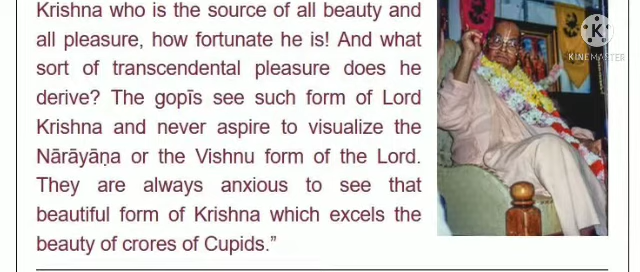 Krishna who is the source of all beauty and
all pleasure, how fortunate he is! And what
sort of transcendental pleasure does he
derive? The gopīs see such form of Lord
Krishna and never aspire to visualize the
Nārāyāṇa or the Vishnu form of the Lord.
They are always anxious to see that
beautiful form of Krishna which excels the
beauty of crores of Cupids.”
KINEMASTER